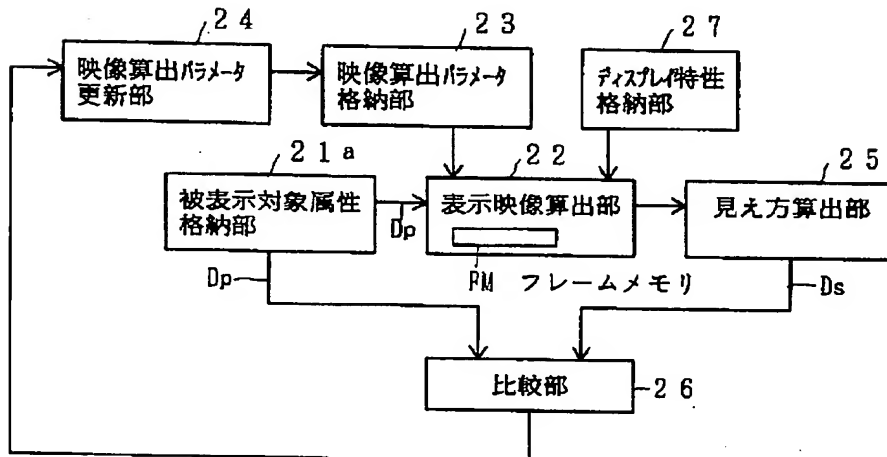 24
23
27
映像算出パラメータ
更新部
映像算出パラメータ
格納部
ディスプレイ特性
格納部
21a
22
25
被表示対象属性
格納部
Dp
表示映像算出部
見え方算出部
Dp
FM フレームメモリ
Ds
比較部
26